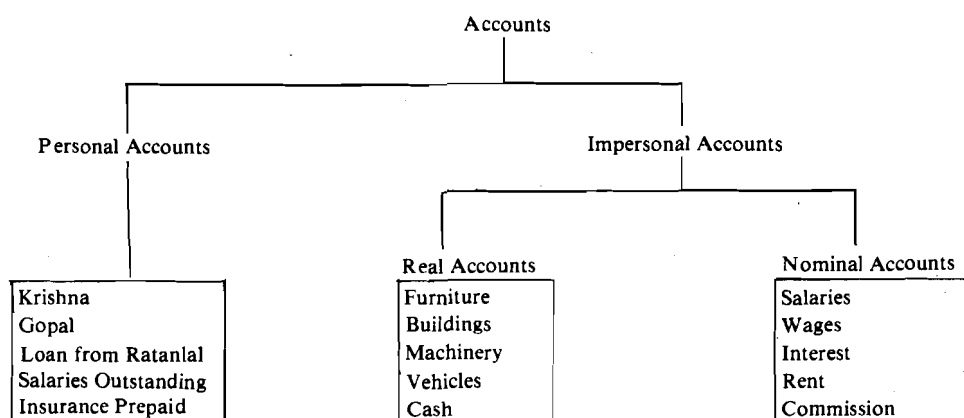 Accounts
Personal Accounts
Impersonal Accounts
Real Accounts
Nominal Accounts
Krishna
Gopal
Loan from Ratanlal
Salaries Outstanding
Insurance Prepaid
Furniture
Buildings
Machinery
Vehicles
Cash
Salaries
Wages
Interest
Rent
Commission